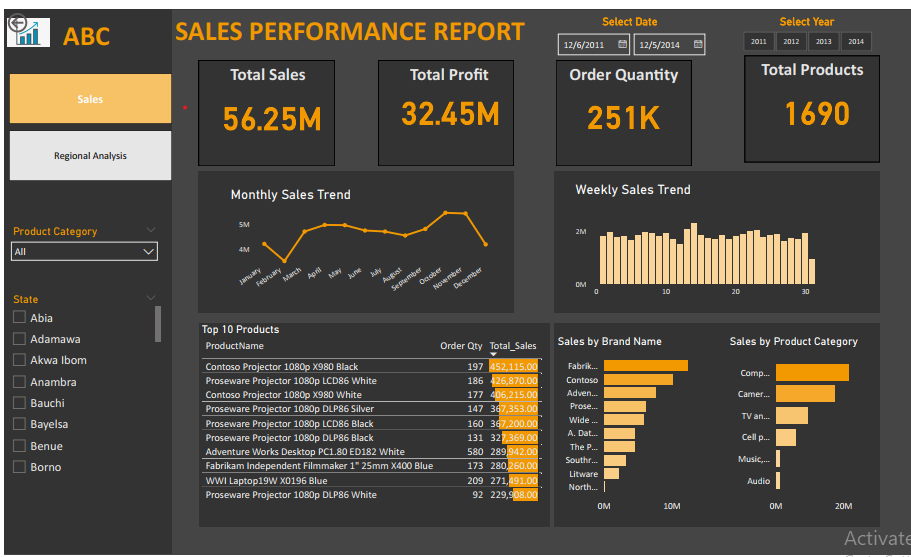 ABC
SALES PERFORMANCE REPORT
Select Date
12/6/2011
12/5/2014
Select Year
2011
2012
2013
2014
Sales
Regional Analysis
Total Sales
56.25M
Total Profit
32.45M
Order Quantity
251K
Total Products
1690
Product Category
All
State
Abia
Adamawa
Akwa Ibom
Anambra
Bauchi
Bayelsa
Benue
Borno
Monthly Sales Trend
5M
4M
January
February
March
April
May
June
July
August
September
October
November
December
Weekly Sales Trend
2M
0M
0
10
20
30
Top 10 Products
ProductName Order Qty Total_Sales
Contoso Projector 1080p X980 Black 197 452,115.00
Proseware Projector 1080p LCD86 White 186 426,870.00
Contoso Projector 1080p X980 White 177 406,215.00
Proseware Projector 1080p DLP86 Silver 147 367,353.00
Proseware Projector 1080p LCD86 Black 160 367,200.00
Proseware Projector 1080p DLP86 Black 131 327,369.00
Adventure Works Desktop PC1.80 ED182 White 580 289,942.00
Fabrikam Independent Filmmaker 1" 25mm X400 Blue 173 280,260.00
WWI Laptop19W X0196 Blue 209 271,491.00
Proseware Projector 1080p DLP86 White 92 229,908.00
Sales by Brand Name
Fabrik...
Contoso
Adven...
Prose...
Wide ...
A. Dat...
The P...
Southr...
Litware
North...
0M
10M
Sales by Product Category
Comp...
Camer...
TV an...
Cell p...
Music,...
Audio
0M
20M
Activate